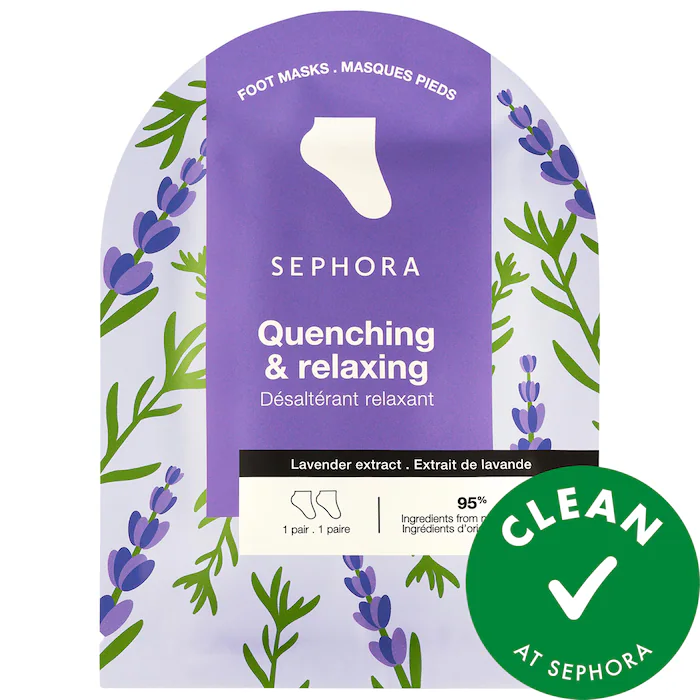 FOOT MASKS . MASQUES PIEDS
SEPHORA
Quenching
& relaxing
Désaltérant relaxant
Lavender extract . Extrait de lavande
1 pair . 1 paire
95%
Ingredients from
Ingrédients
CLEAN
AT SEPHORA